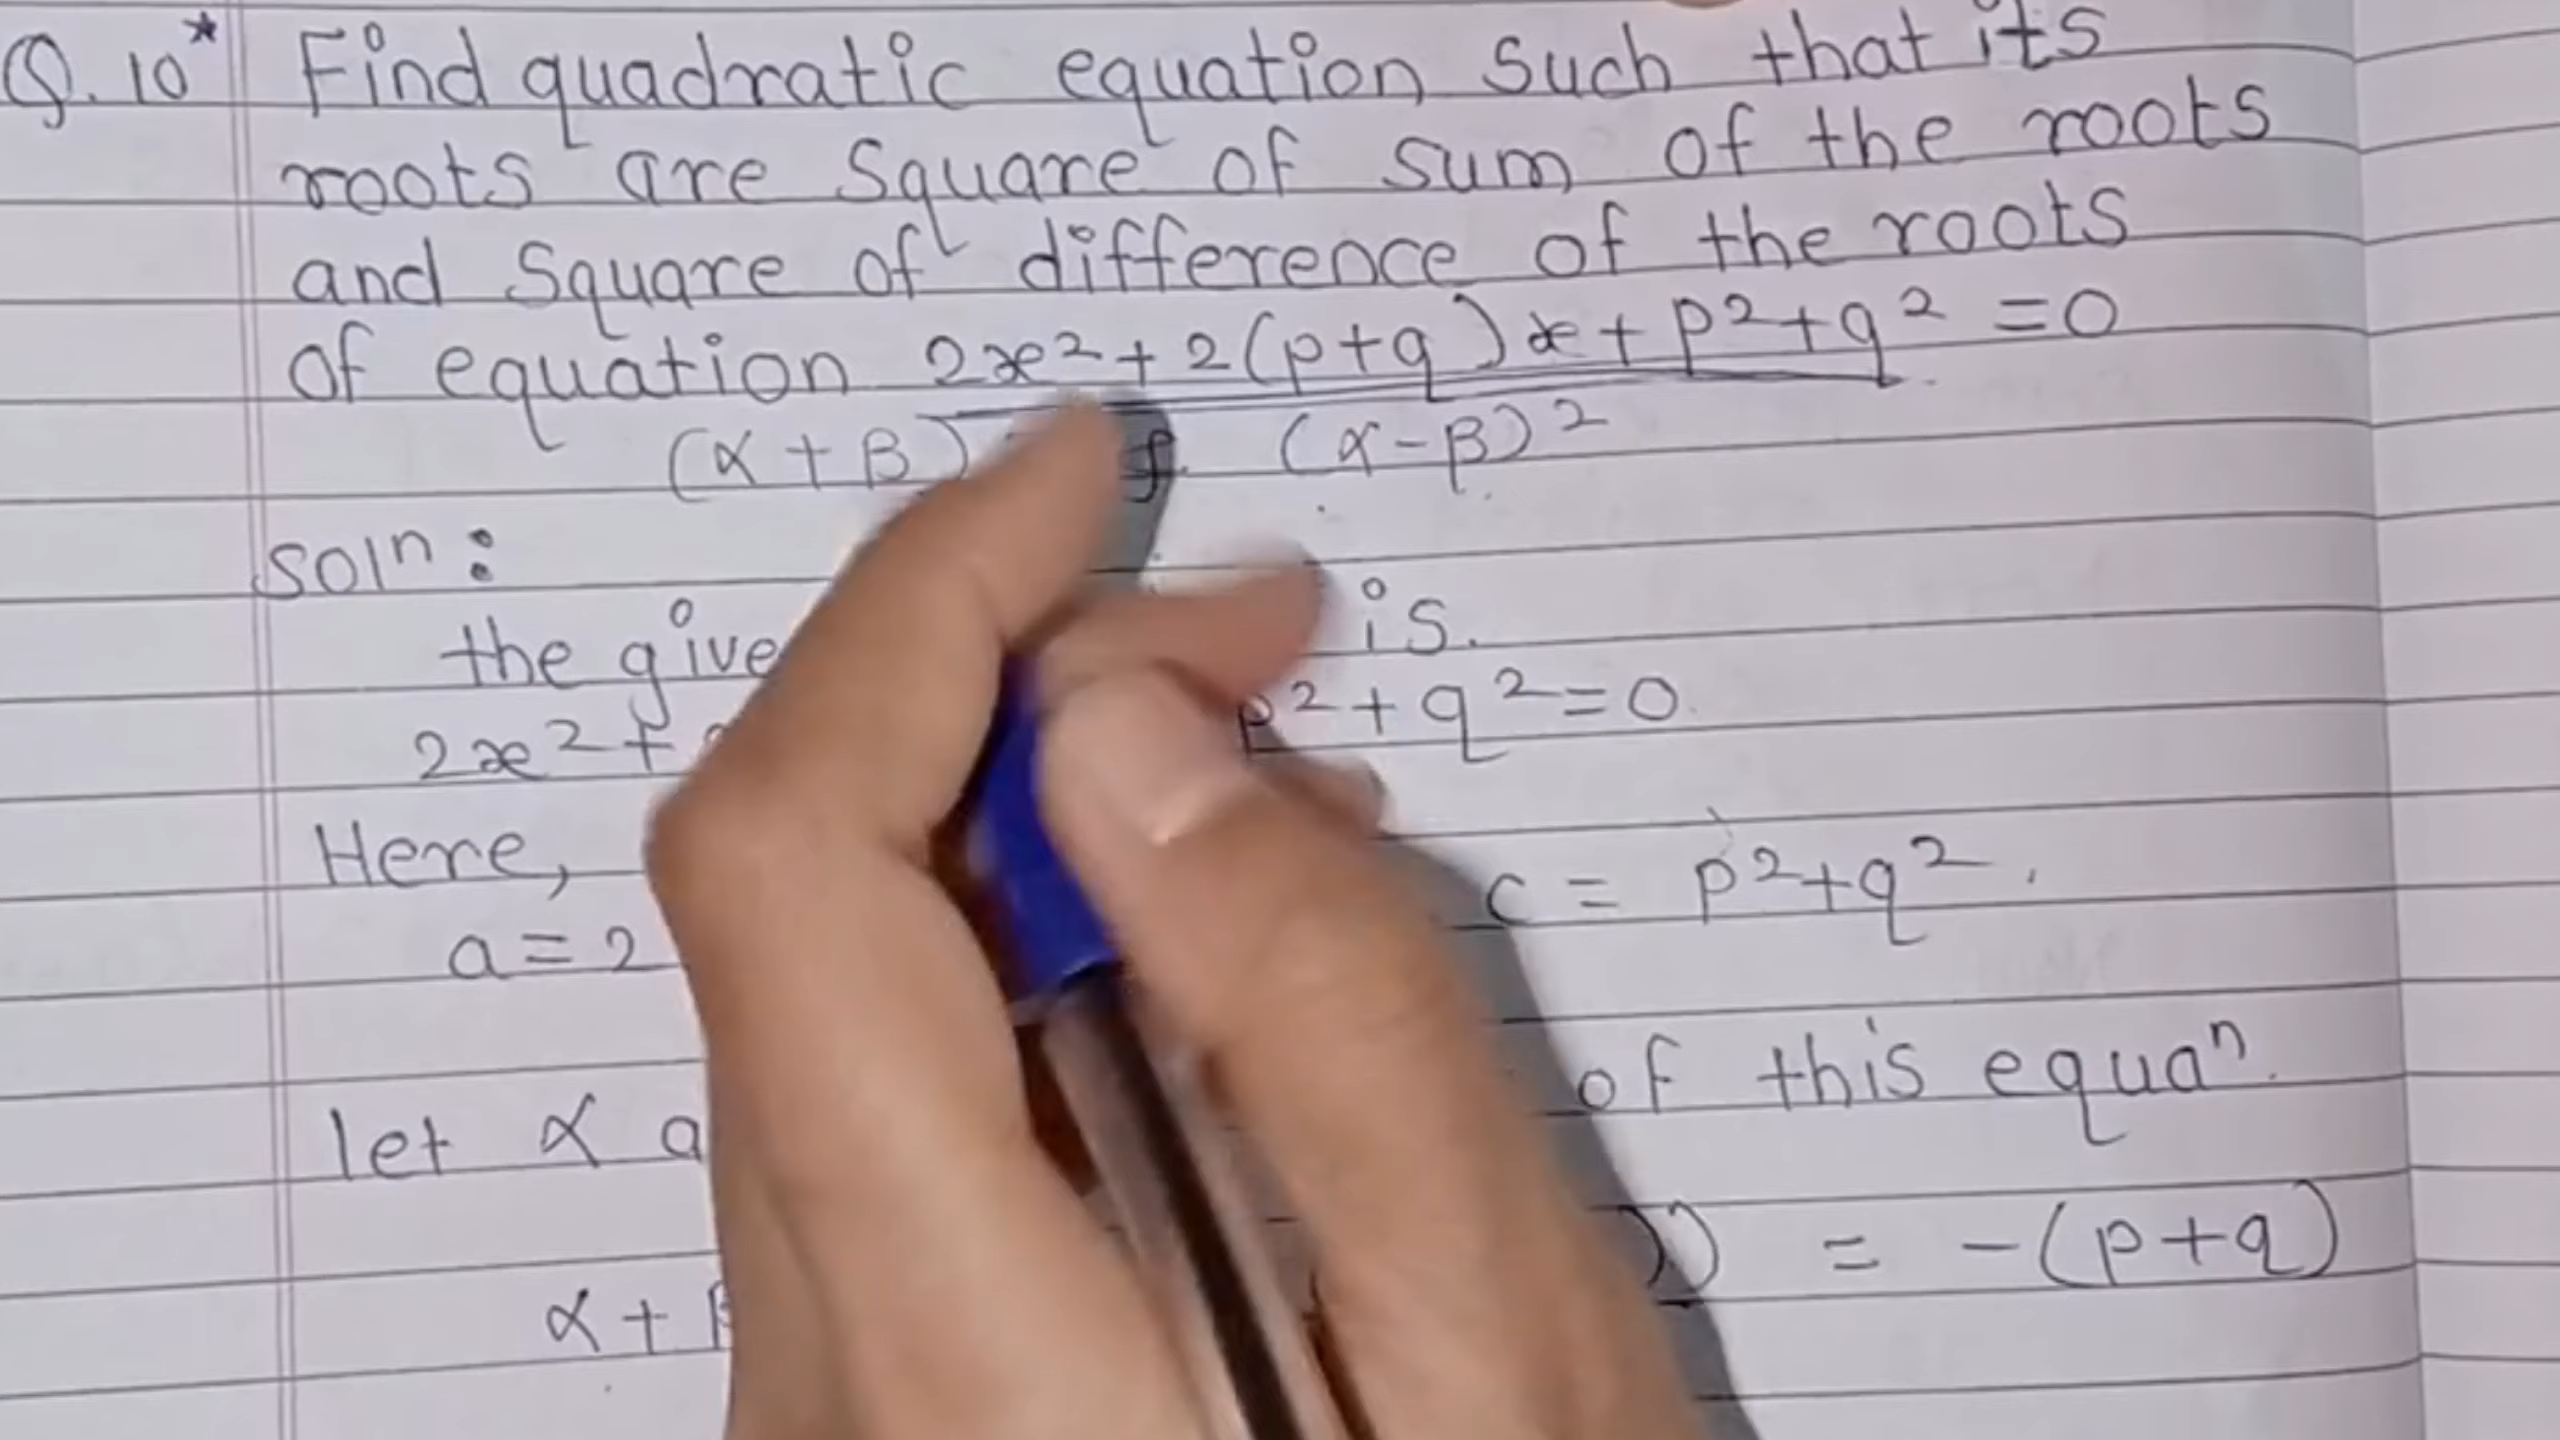 Q. 10* Find quadratic equation such that its
roots are square of sum of the roots
and square of difference of the roots
of equation 2x²+2(p+q)x+p²+q²=0
(α+β) (α-β)²
Solⁿ:
the is.
2x²+ p²+q²=0
Here,
a=2 c = p²+q².
let α of this equaⁿ.
α+ ) = -(p+q)